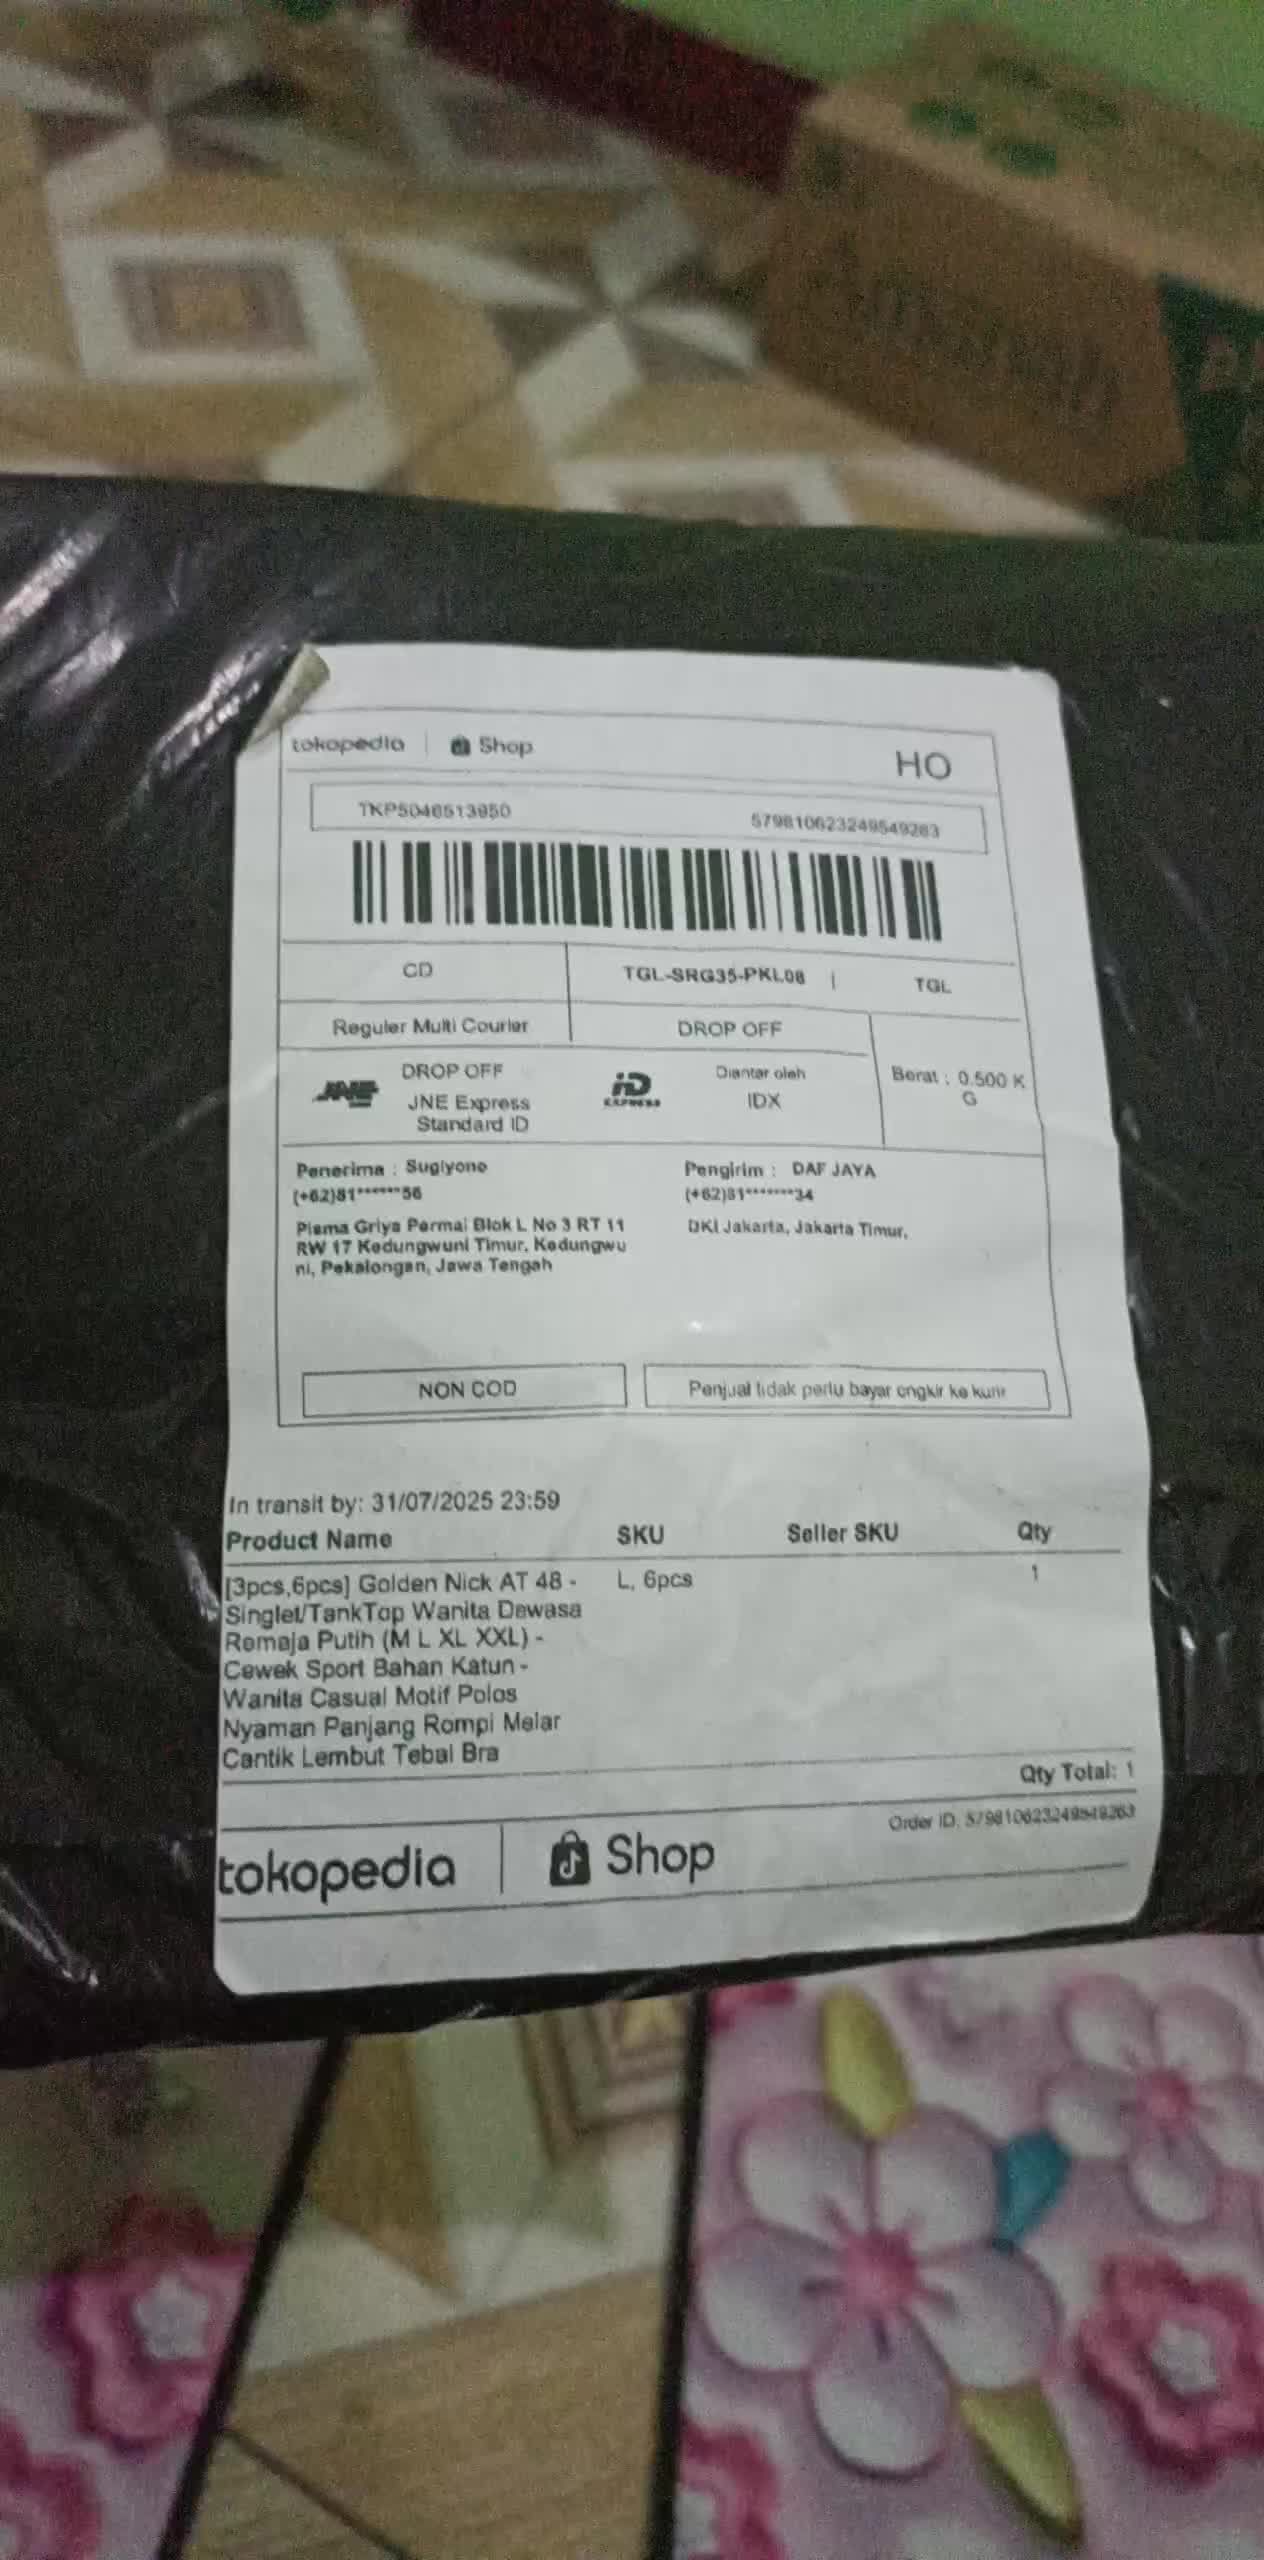 tokopedia | Shop
HO
TKP5046513950 579810623249549263
CD TGL-SRG35-PKL08 | TGL
Reguler Multi Courier DROP OFF
DROP OFF
JNE Express
Standard ID
iD EXPRESS
Diantar oleh
IDX
Berat : 0.500 K
G
Penerima : Sugiyono
(+62)81******56
Pisma Griya Permai Blok L No 3 RT 11
RW 17 Kedungwuni Timur, Kedungwu
ni, Pekalongan, Jawa Tengah
Pengirim : DAF JAYA
(+62)81*******34
DKI Jakarta, Jakarta Timur,
NON COD
Penjual tidak perlu bayar ongkir ke kurir
In transit by: 31/07/2025 23:59
Product Name SKU Seller SKU Qty
[3pcs,6pcs] Golden Nick AT 48 - L, 6pcs 1
Singlet/TankTop Wanita Dewasa
Remaja Putih (M L XL XXL) -
Cewek Sport Bahan Katun -
Wanita Casual Motif Polos
Nyaman Panjang Rompi Melar
Cantik Lembut Tebal Bra
Qty Total: 1
Order ID: 579810623249549263
tokopedia | Shop